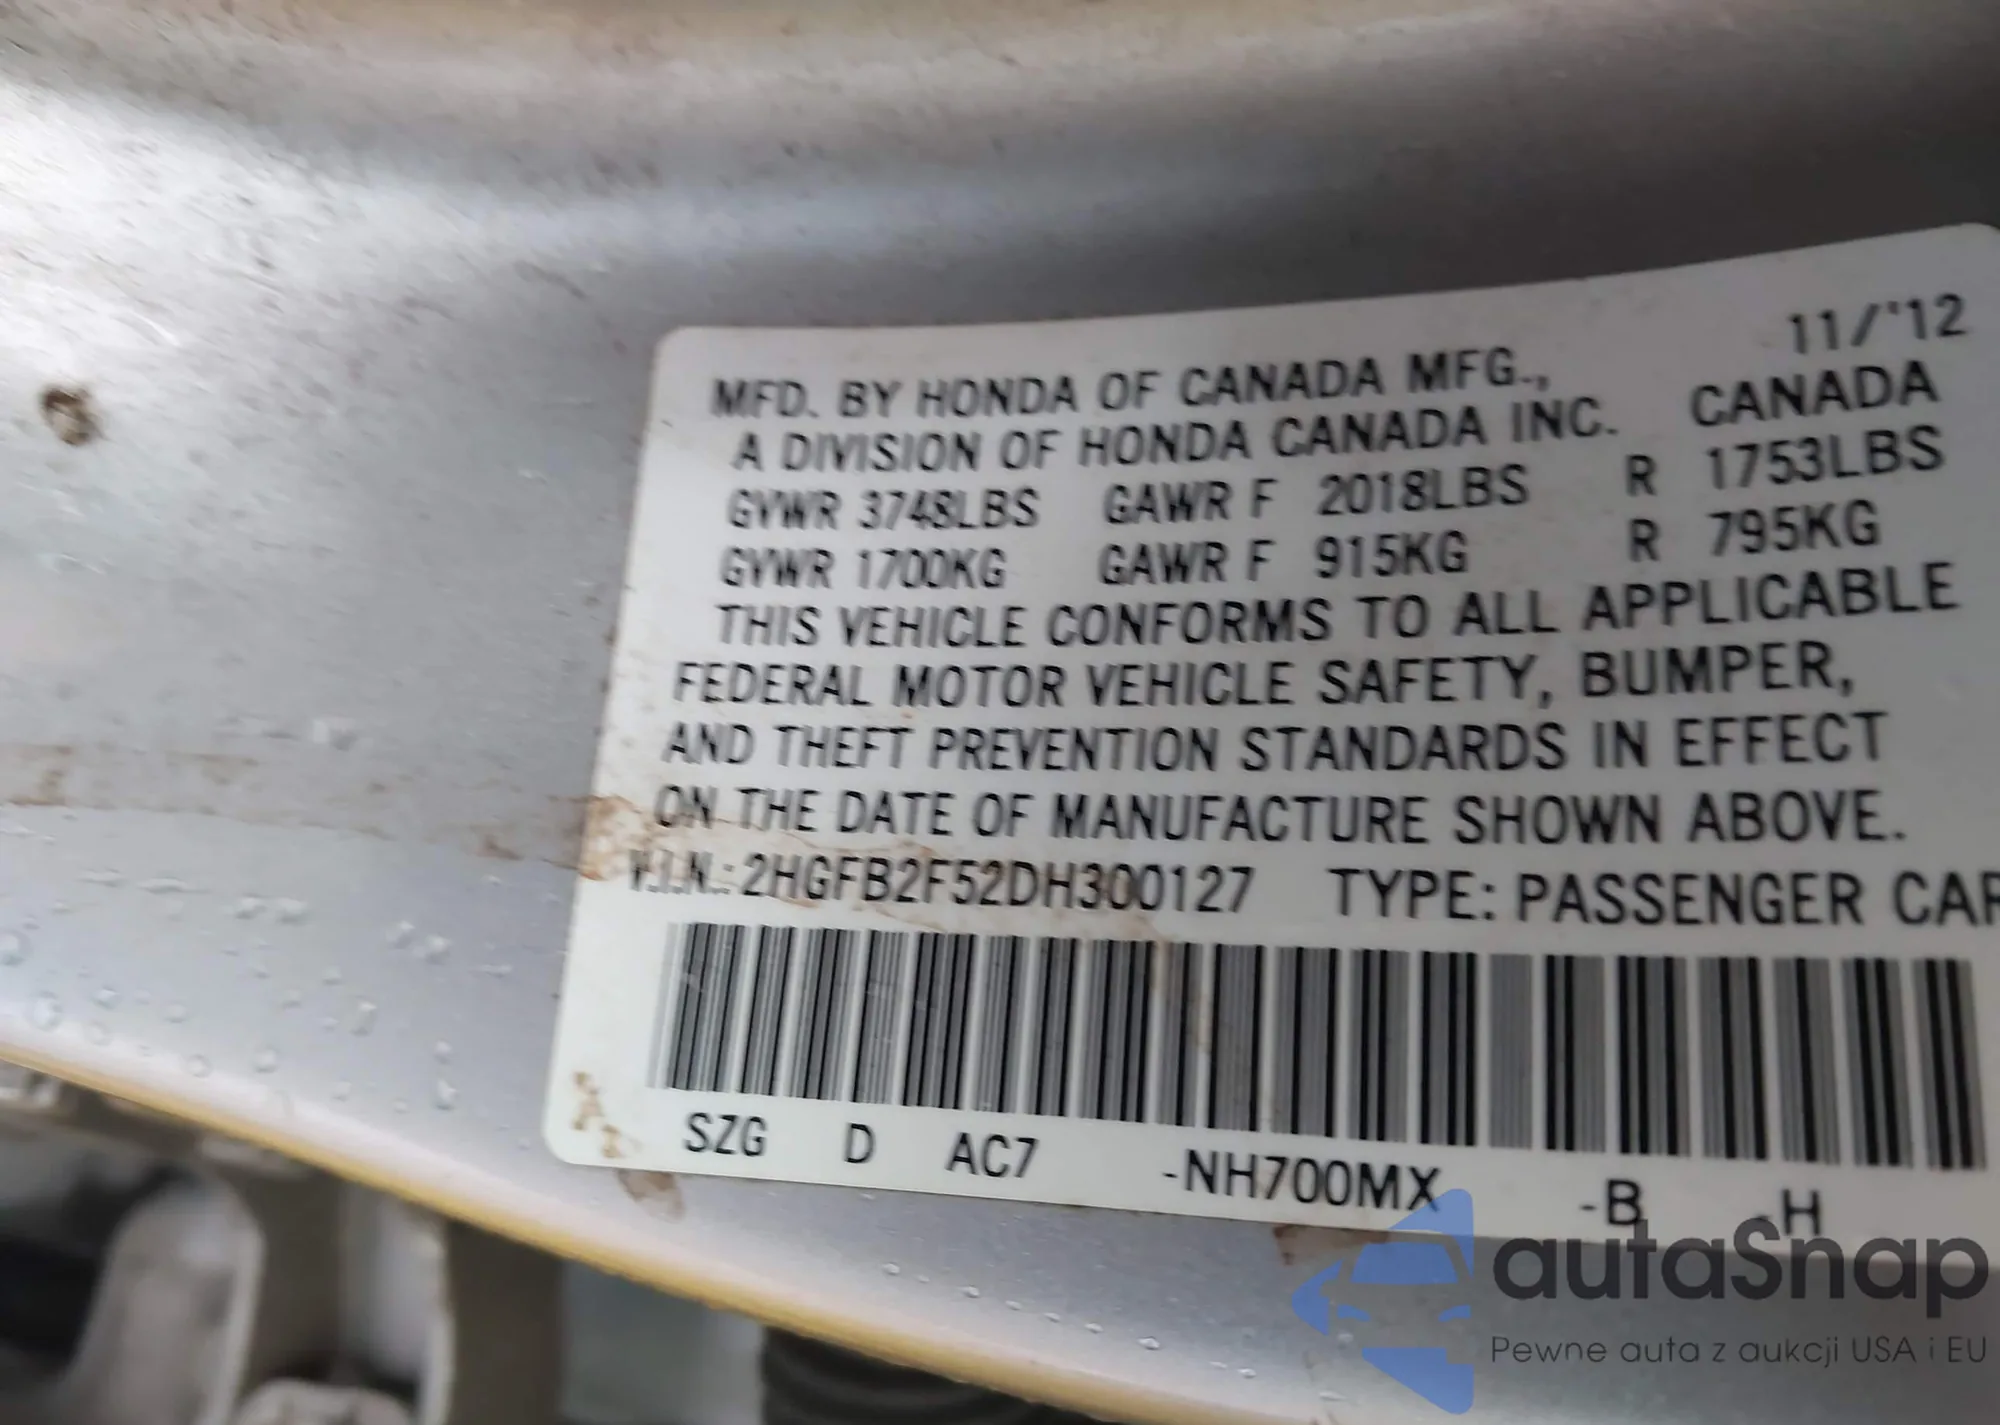 11/'12
MFD. BY HONDA OF CANADA MFG.,
A DIVISION OF HONDA CANADA INC. CANADA
GVWR 3748LBS GAWR F 2018LBS R 1753LBS
GVWR 1700KG GAWR F 915KG R 795KG
THIS VEHICLE CONFORMS TO ALL APPLICABLE
FEDERAL MOTOR VEHICLE SAFETY, BUMPER,
AND THEFT PREVENTION STANDARDS IN EFFECT
ON THE DATE OF MANUFACTURE SHOWN ABOVE.
V.I.N.: 2HGFB2F52DH300127 TYPE: PASSENGER CAR
SZG D AC7 -NH700MX -B -H
autaSnap
Pewne auta z aukcji USA i EU